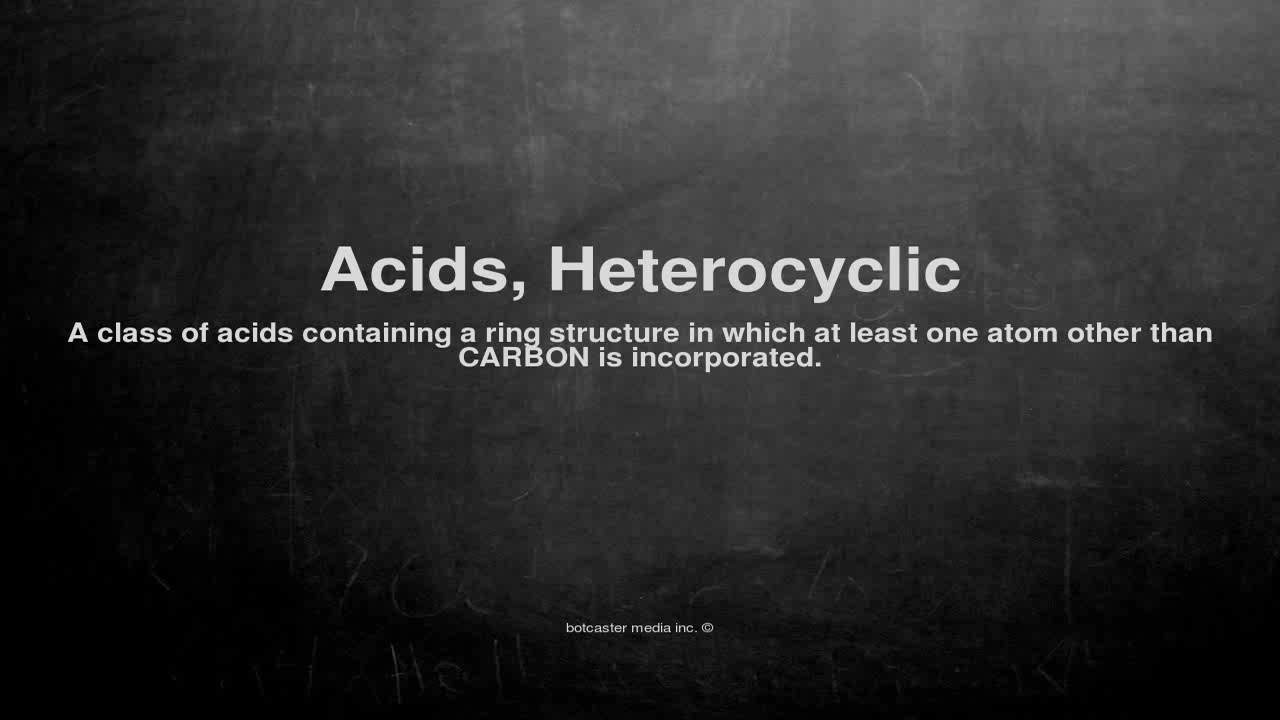 Acids, Heterocyclic
A class of acids containing a ring structure in which at least one atom other than
CARBON is incorporated.
botcaster media inc. ©